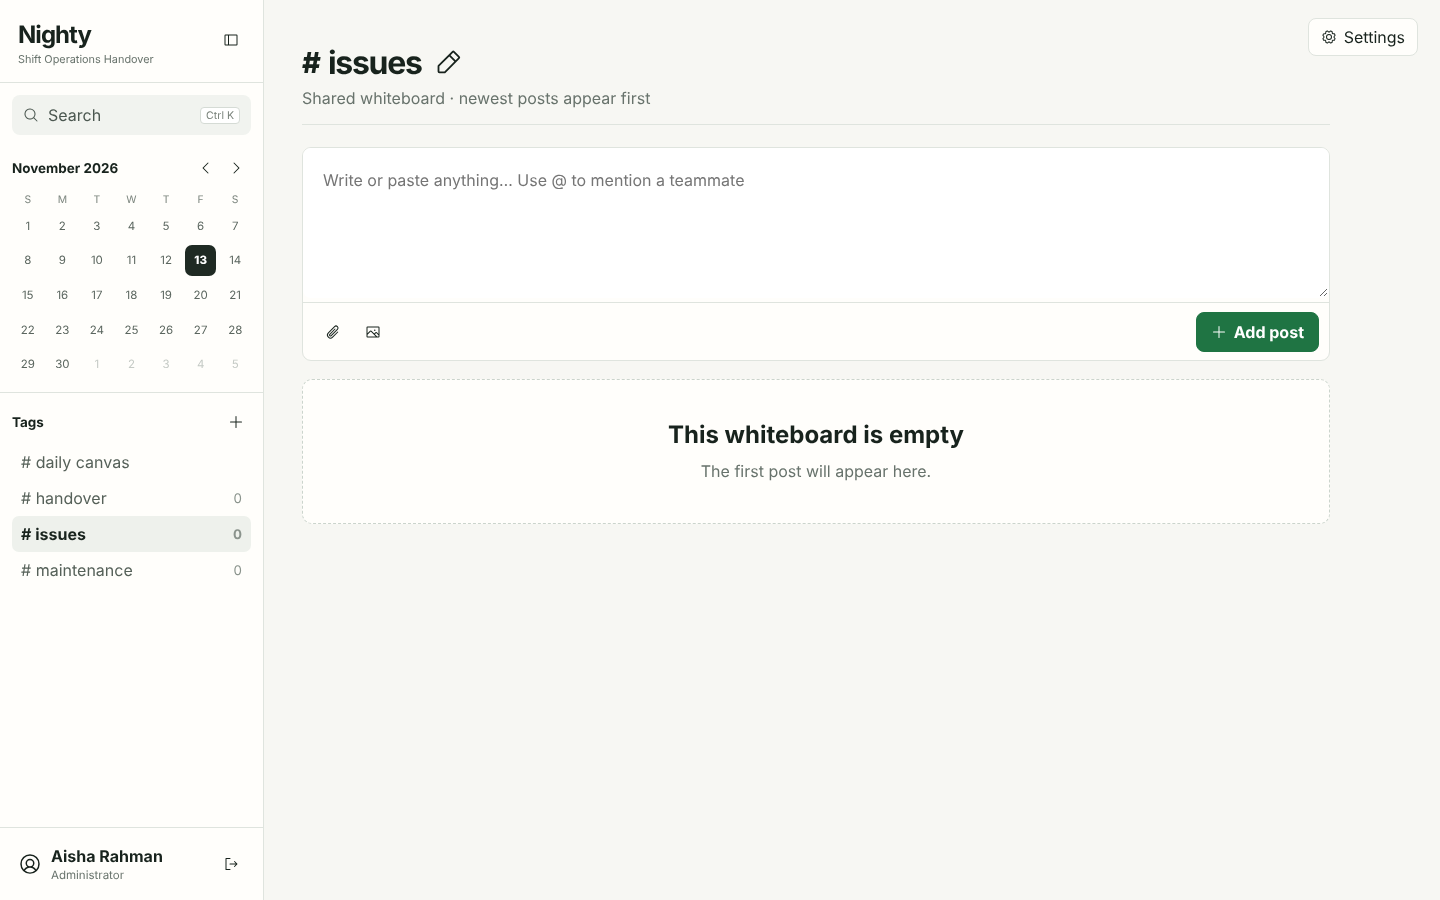 Nighty
Shift Operations Handover
Search
Ctrl K
November 2026
S M T W T F S
1 2 3 4 5 6 7
8 9 10 11 12 13 14
15 16 17 18 19 20 21
22 23 24 25 26 27 28
29 30 1 2 3 4 5
Tags
# daily canvas
# handover 0
# issues 0
# maintenance 0
Aisha Rahman
Administrator
Settings
# issues
Shared whiteboard · newest posts appear first
Write or paste anything... Use @ to mention a teammate
Add post
This whiteboard is empty
The first post will appear here.